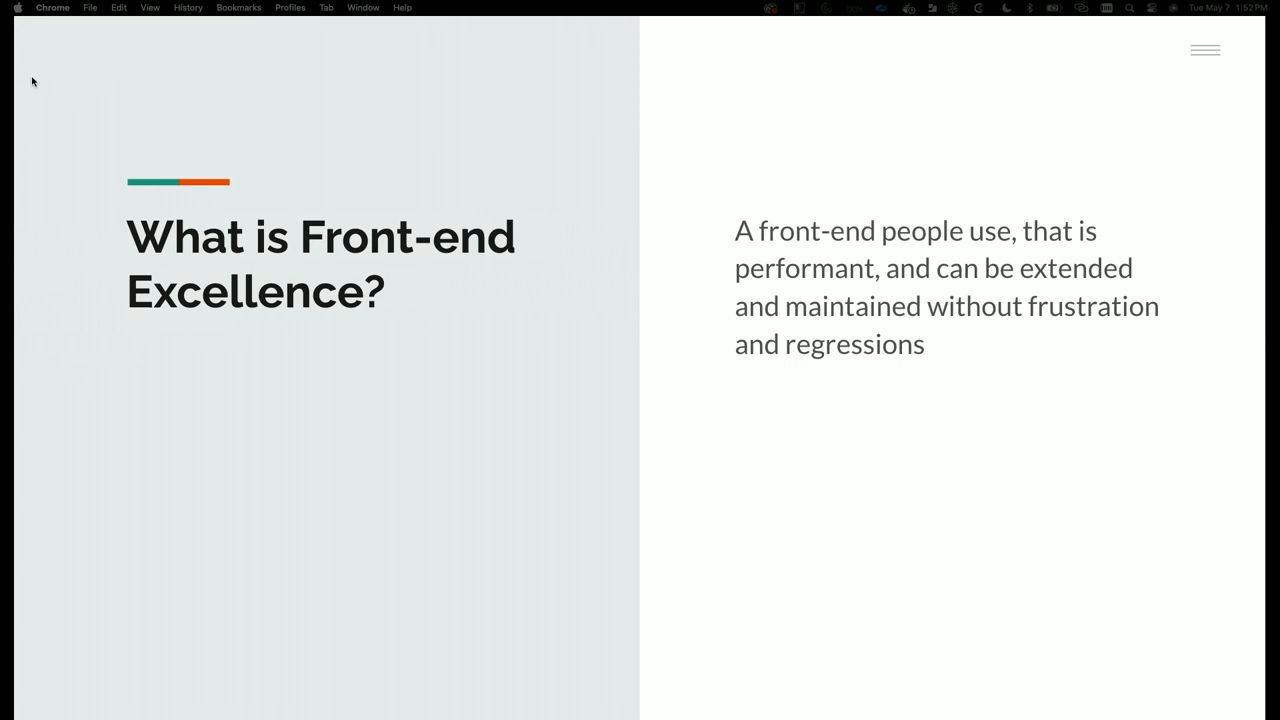 Chrome File Edit View History Bookmarks Profiles Tab Window Help Tue May 7 1:52 PM
What is Front-end
Excellence?
A front-end people use, that is
performant, and can be extended
and maintained without frustration
and regressions